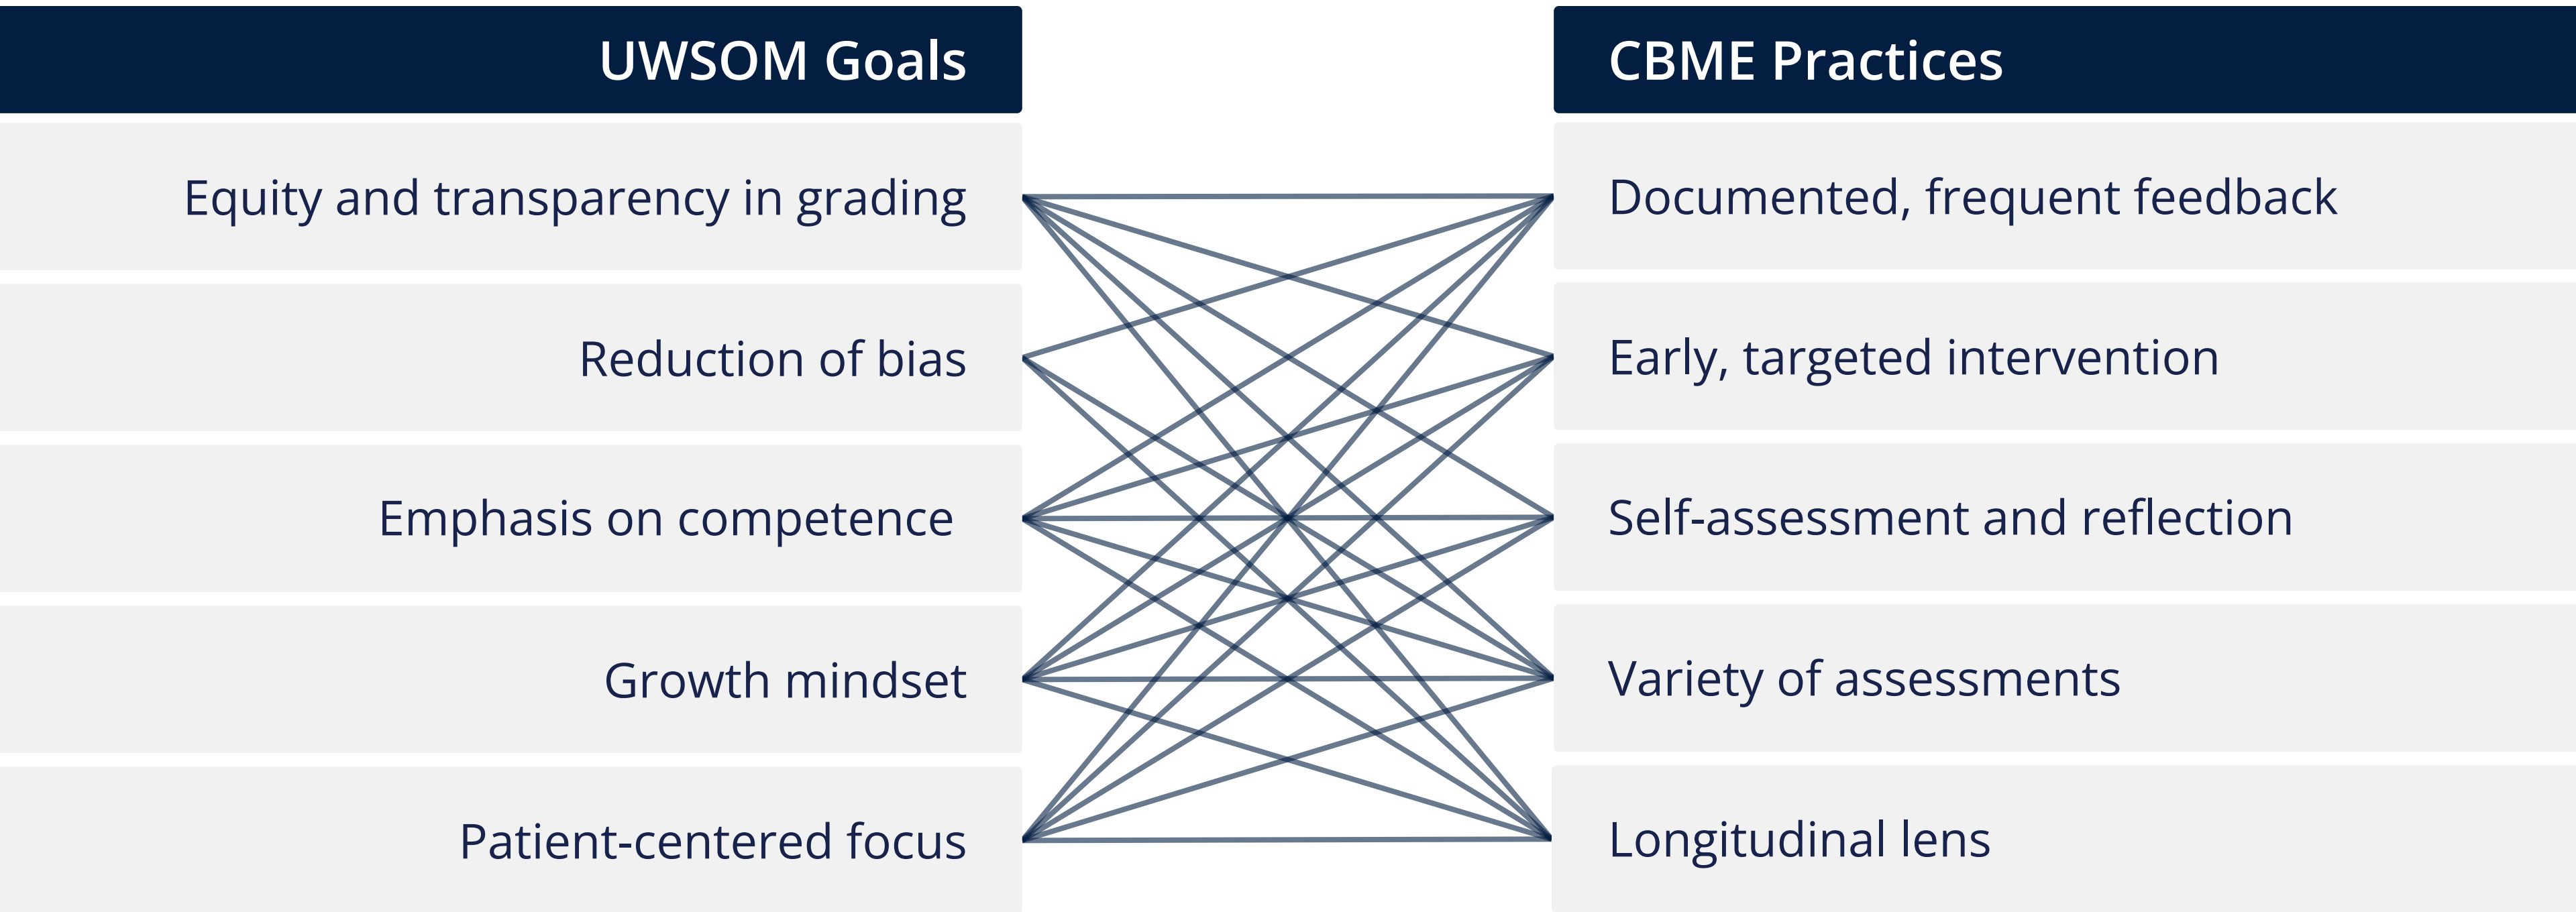 UWSOM Goals
CBME Practices
Equity and transparency in grading
Documented, frequent feedback
Reduction of bias
Early, targeted intervention
Emphasis on competence
Self-assessment and reflection
Growth mindset
Variety of assessments
Patient-centered focus
Longitudinal lens